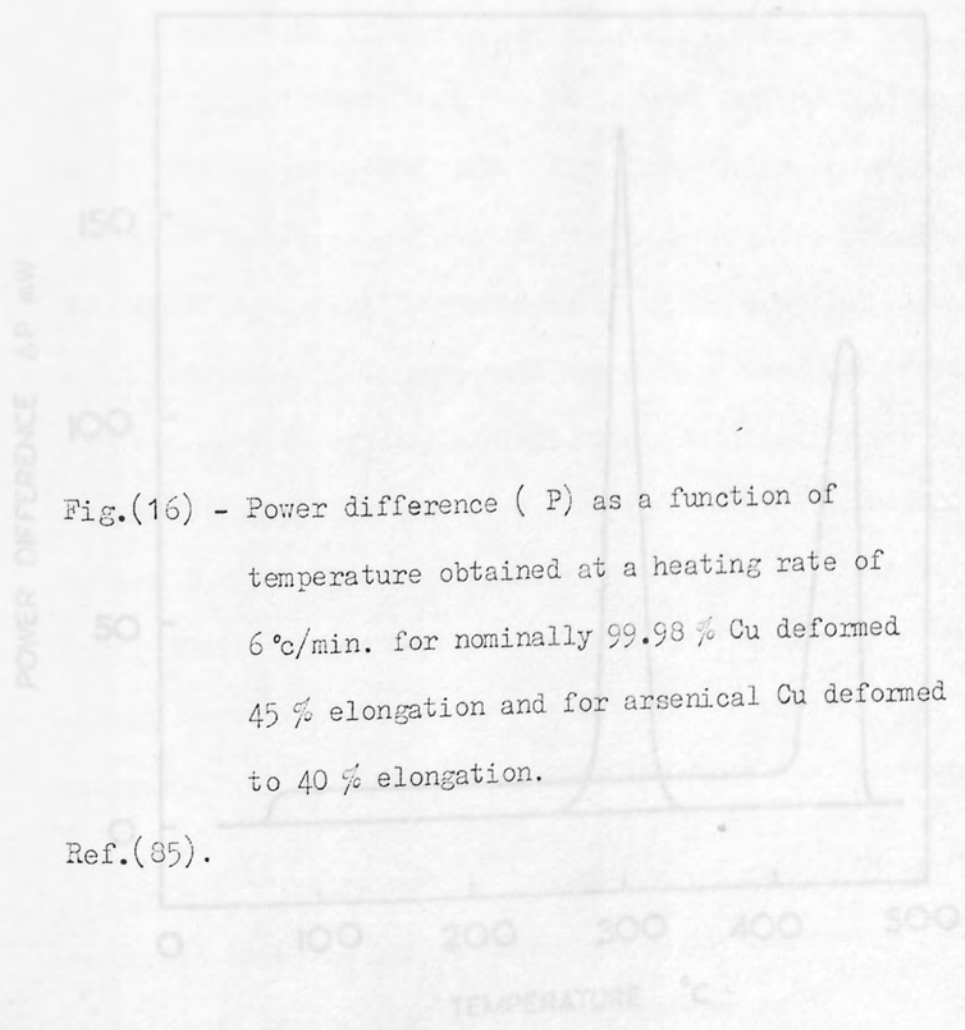 150
POWER DIFFERENCE ΔP mW
100
Fig.(16) - Power difference ( P) as a function of
temperature obtained at a heating rate of
6 °c/min. for nominally 99.98 % Cu deformed
50
45 % elongation and for arsenical Cu deformed
to 40 % elongation.
0
Ref.(85).
0 100 200 300 400 500
TEMPERATURE °C